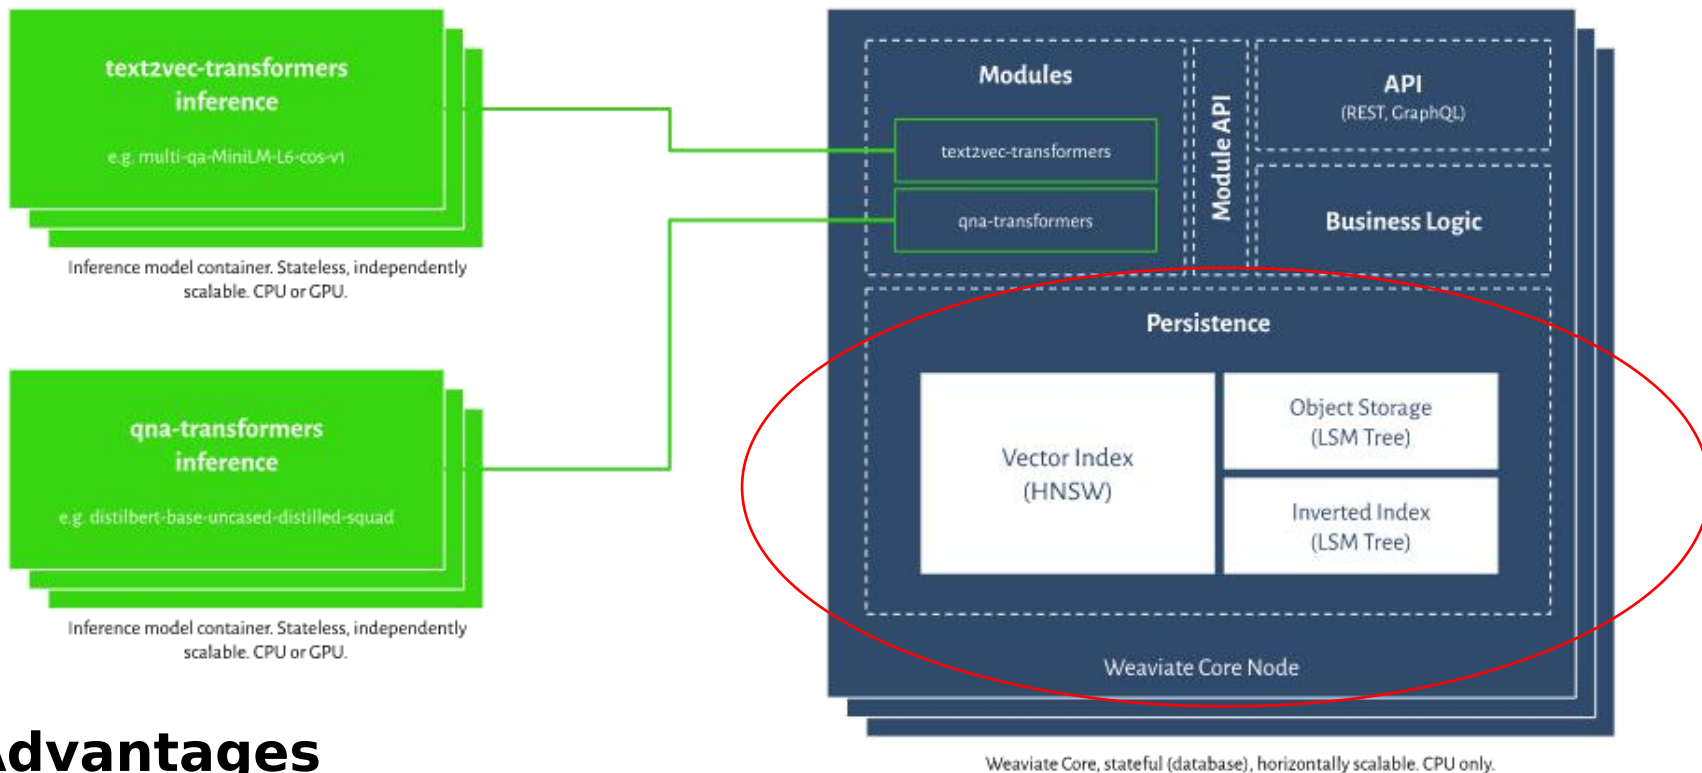 text2vec-transformers
inference
e.g. multi-qa-MiniLM-L6-cos-v1
Inference model container. Stateless, independently
scalable. CPU or GPU.
qna-transformers
inference
e.g. distilbert-base-uncased-distilled-squad
Inference model container. Stateless, independently
scalable. CPU or GPU.
Modules
text2vec-transformers
qna-transformers
Module API
API
(REST, GraphQL)
Business Logic
Persistence
Vector Index
(HNSW)
Object Storage
(LSM Tree)
Inverted Index
(LSM Tree)
Weaviate Core Node
Weaviate Core, stateful (database), horizontally scalable. CPU only.
Advantages